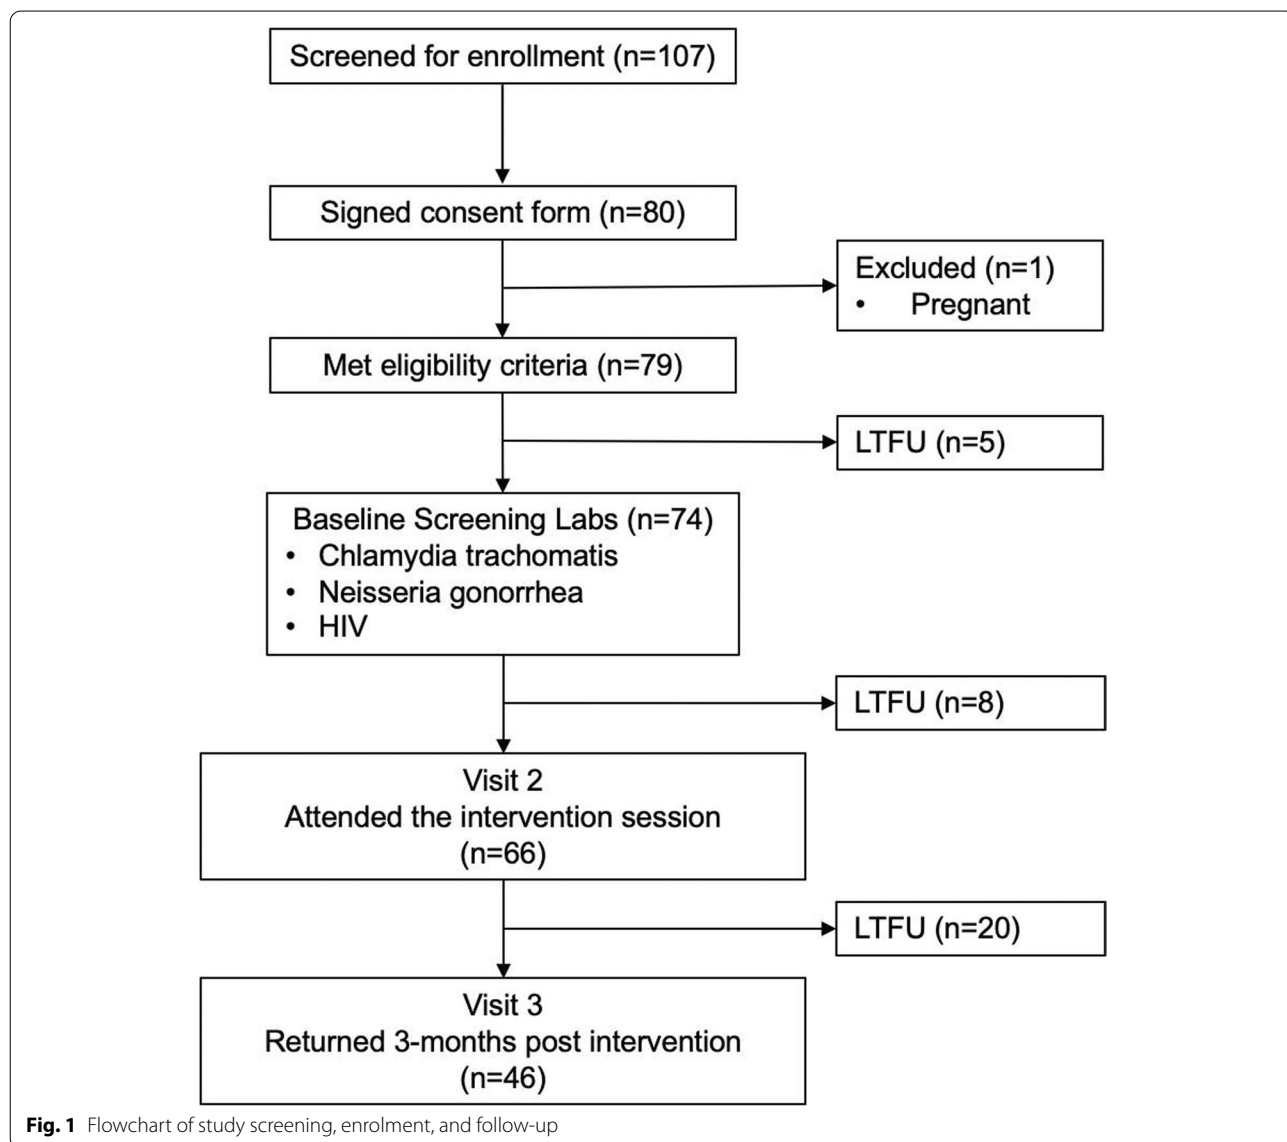 Screened for enrollment (n=107)
Signed consent form (n=80)
Excluded (n=1)
• Pregnant
Met eligibility criteria (n=79)
LTFU (n=5)
Baseline Screening Labs (n=74)
• Chlamydia trachomatis
• Neisseria gonorrhea
• HIV
LTFU (n=8)
Visit 2
Attended the intervention session
(n=66)
LTFU (n=20)
Visit 3
Returned 3-months post intervention
(n=46)
Fig. 1 Flowchart of study screening, enrolment, and follow-up